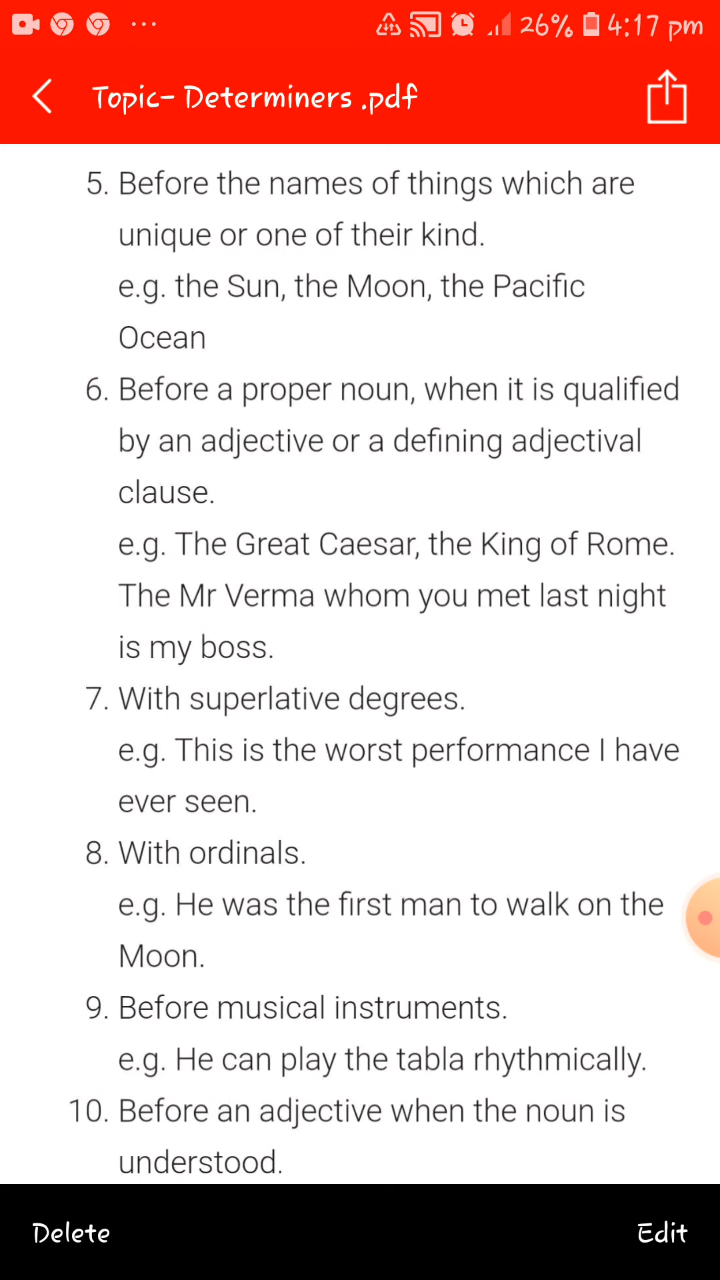 ... 26% 4:17 pm
Topic- Determiners .pdf
5. Before the names of things which are
unique or one of their kind.
e.g. the Sun, the Moon, the Pacific
Ocean
6. Before a proper noun, when it is qualified
by an adjective or a defining adjectival
clause.
e.g. The Great Caesar, the King of Rome.
The Mr Verma whom you met last night
is my boss.
7. With superlative degrees.
e.g. This is the worst performance I have
ever seen.
8. With ordinals.
e.g. He was the first man to walk on the
Moon.
9. Before musical instruments.
e.g. He can play the tabla rhythmically.
10. Before an adjective when the noun is
understood.
Delete Edit